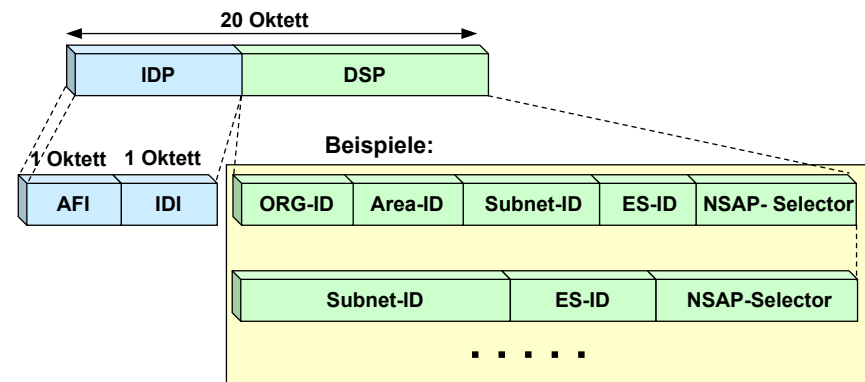 20 Oktett
IDP DSP
1 Oktett 1 Oktett
Beispiele:
AFI IDI
ORG-ID Area-ID Subnet-ID ES-ID NSAP- Selector
Subnet-ID ES-ID NSAP-Selector
. . . . .